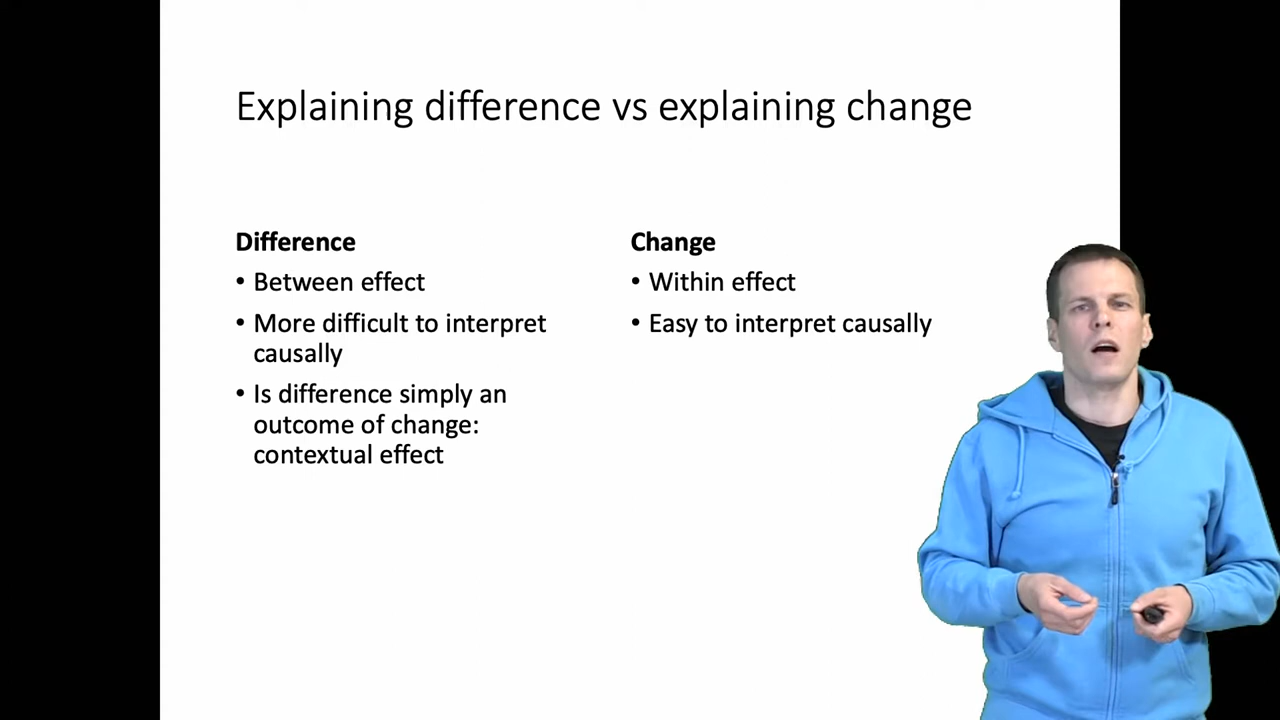 Explaining difference vs explaining change
Difference
• Between effect
• More difficult to interpret
causally
• Is difference simply an
outcome of change:
contextual effect
Change
• Within effect
• Easy to interpret causally